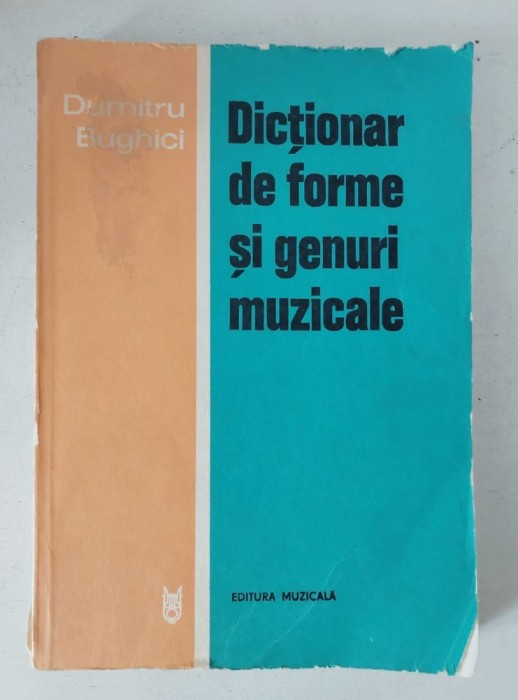 Dumitru
Bughici
Dicționar
de forme
și genuri
muzicale
EDITURA MUZICALĂ